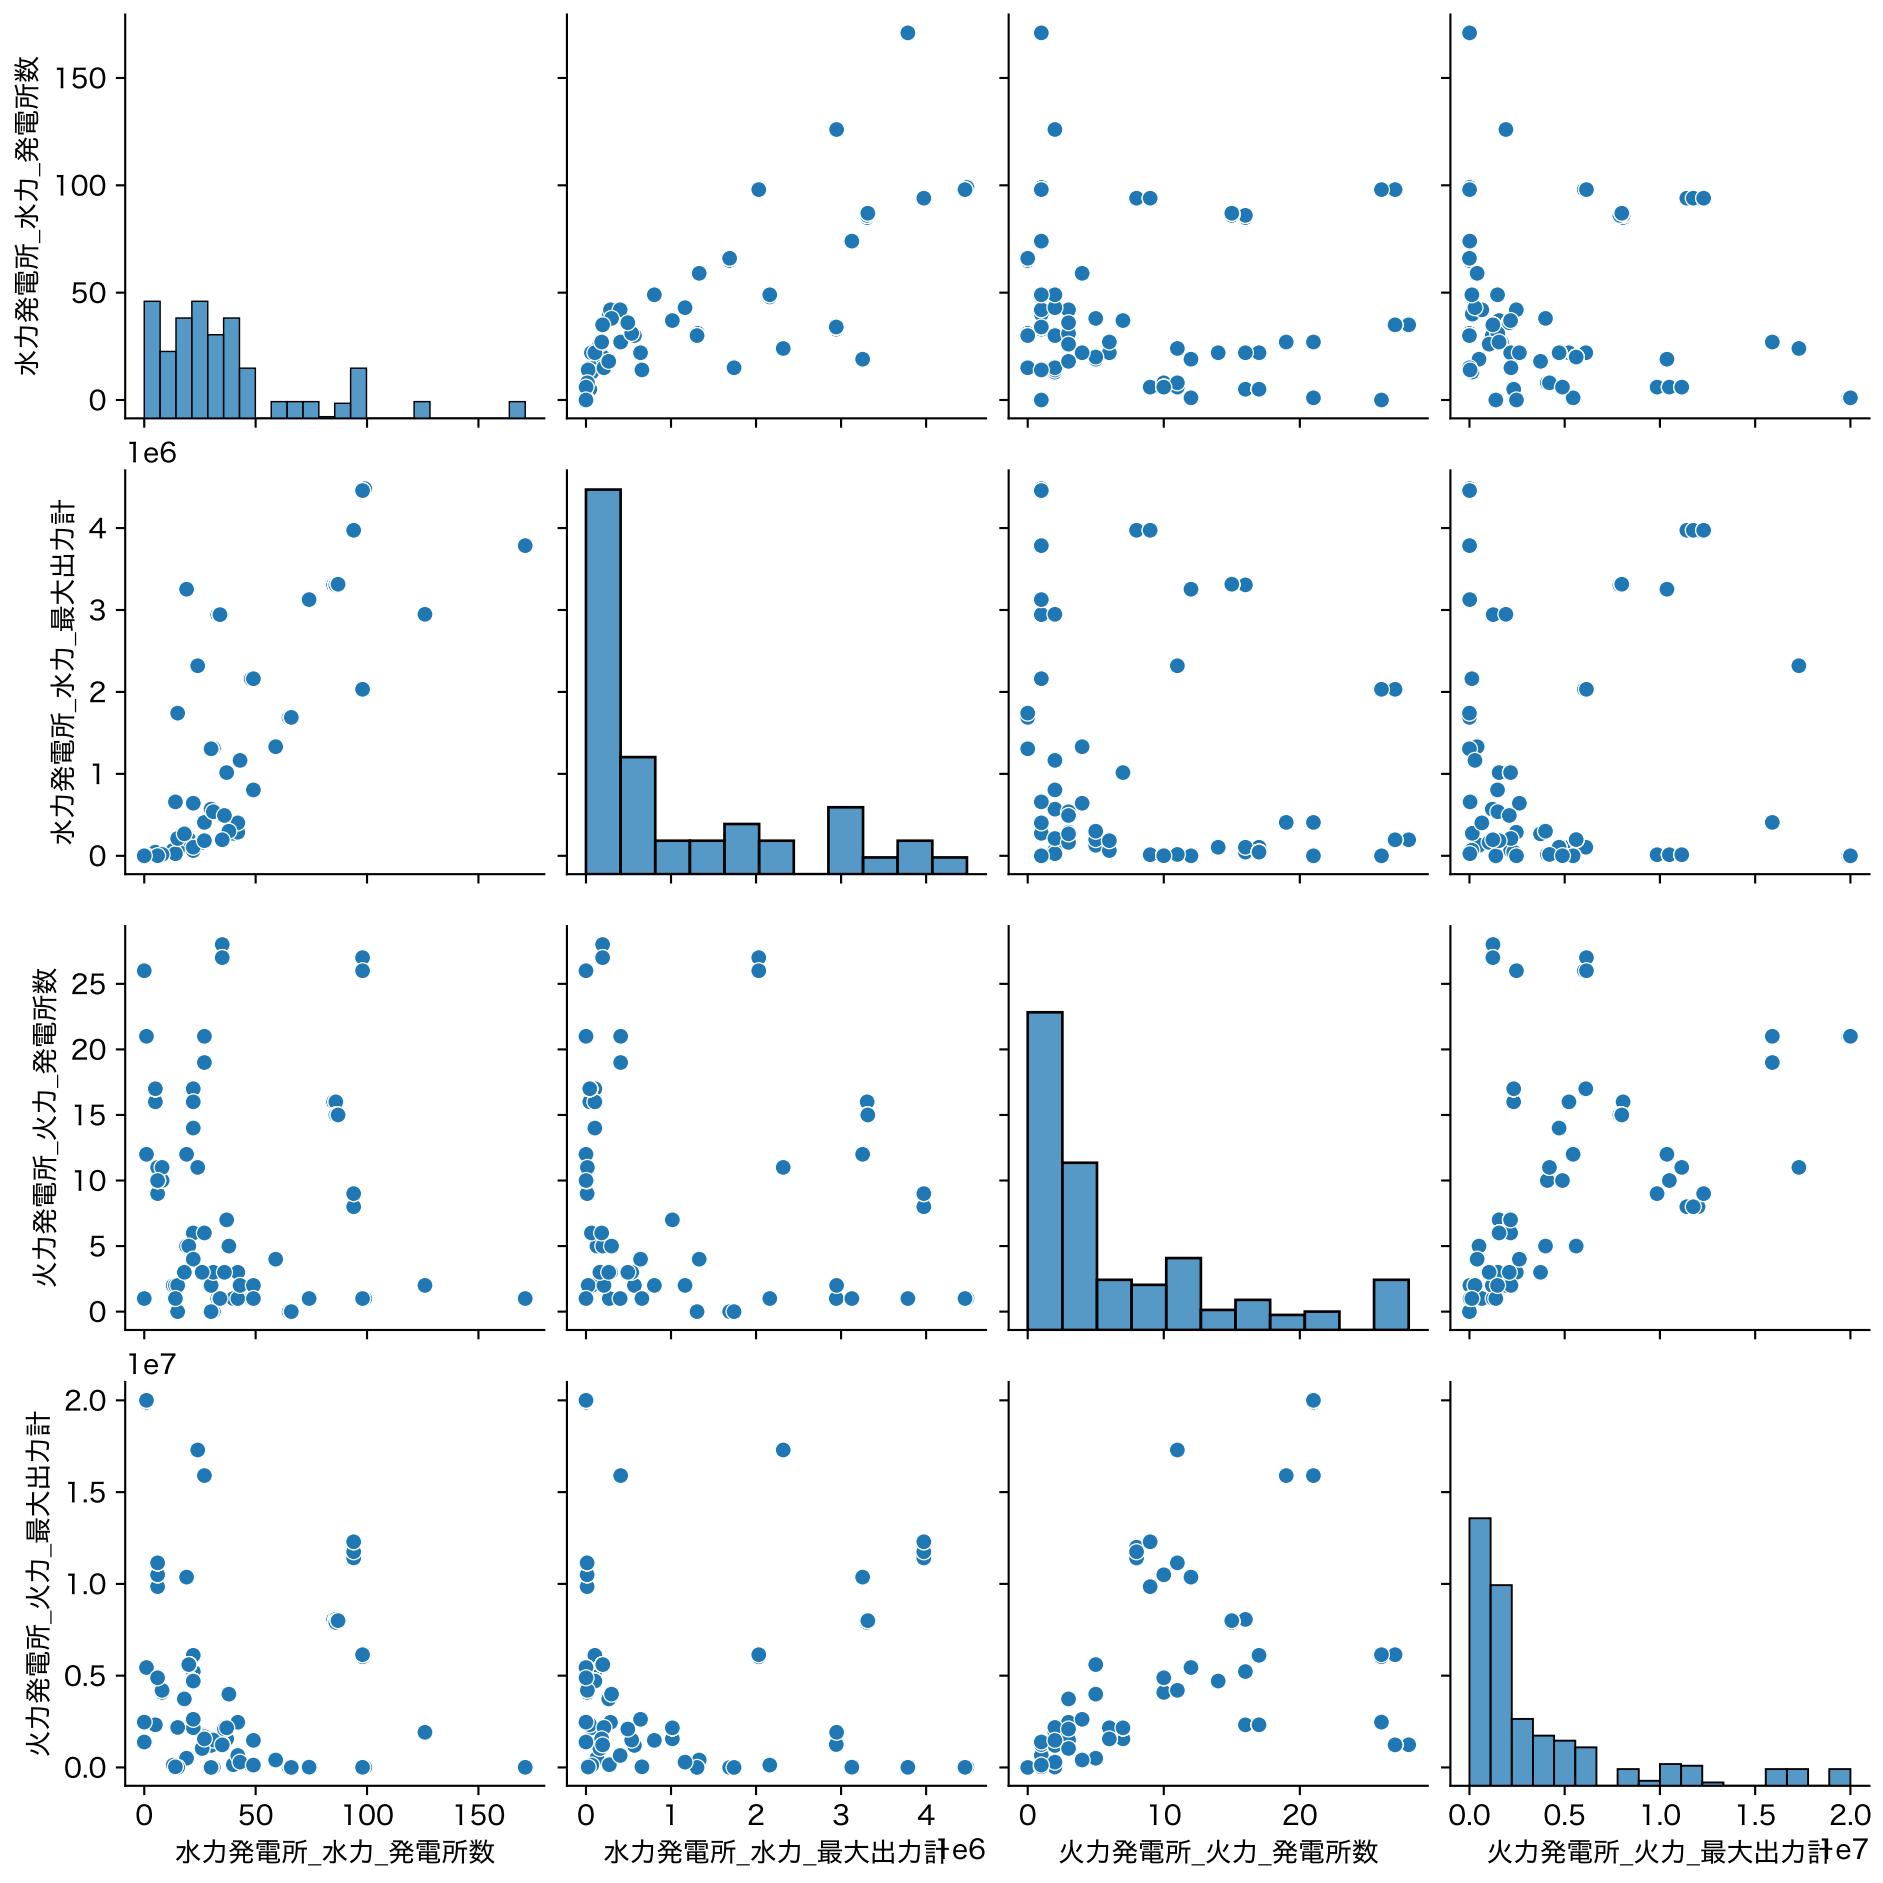 水力発電所_水力_発電所数
150
100
50
0
1e6
水力発電所_水力_最大出力計
4
3
2
1
0
火力発電所_火力_発電所数
25
20
15
10
5
0
1e7
火力発電所_火力_最大出力計
2.0
1.5
1.0
0.5
0.0
0 50 100 150
0 1 2 3 4
0 10 20
0.0 0.5 1.0 1.5 2.0
水力発電所_水力_発電所数
水力発電所_水力_最大出力計
1e6
火力発電所_火力_発電所数
火力発電所_火力_最大出力計
1e7